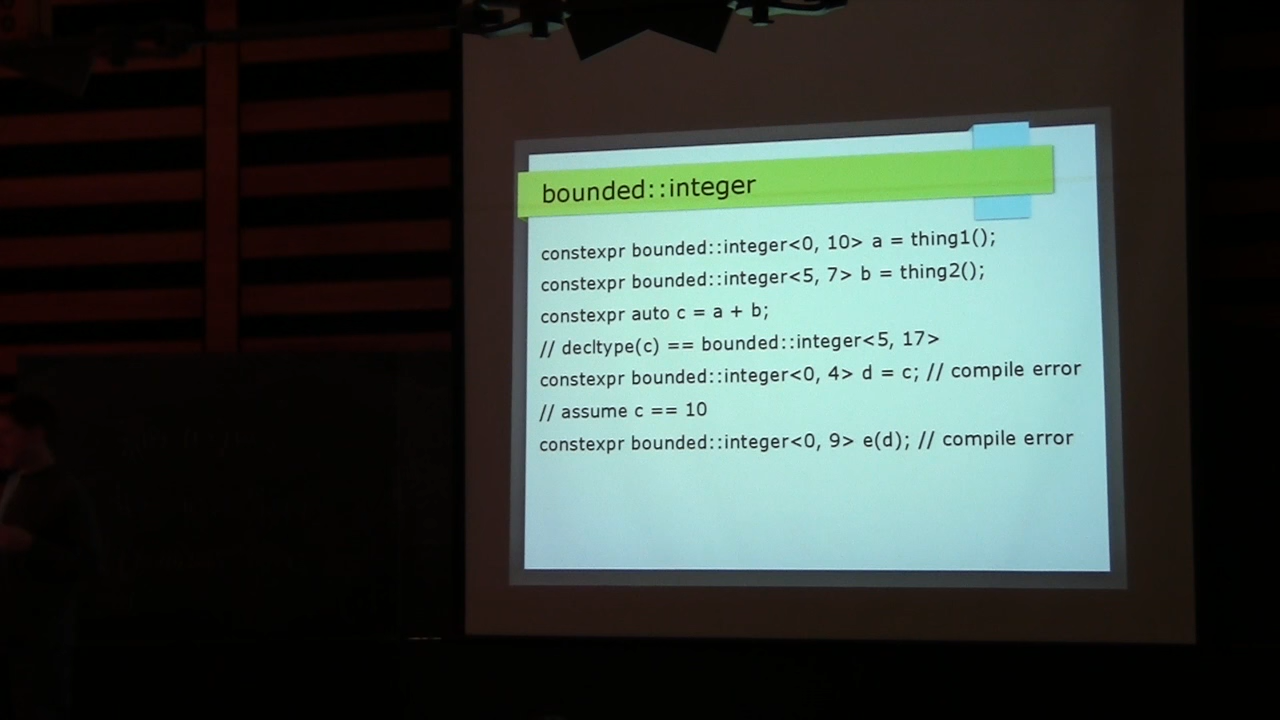 bounded::integer
constexpr bounded::integer<0, 10> a = thing1();
constexpr bounded::integer<5, 7> b = thing2();
constexpr auto c = a + b;
// decltype(c) == bounded::integer<5, 17>
constexpr bounded::integer<0, 4> d = c; // compile error
// assume c == 10
constexpr bounded::integer<0, 9> e(d); // compile error